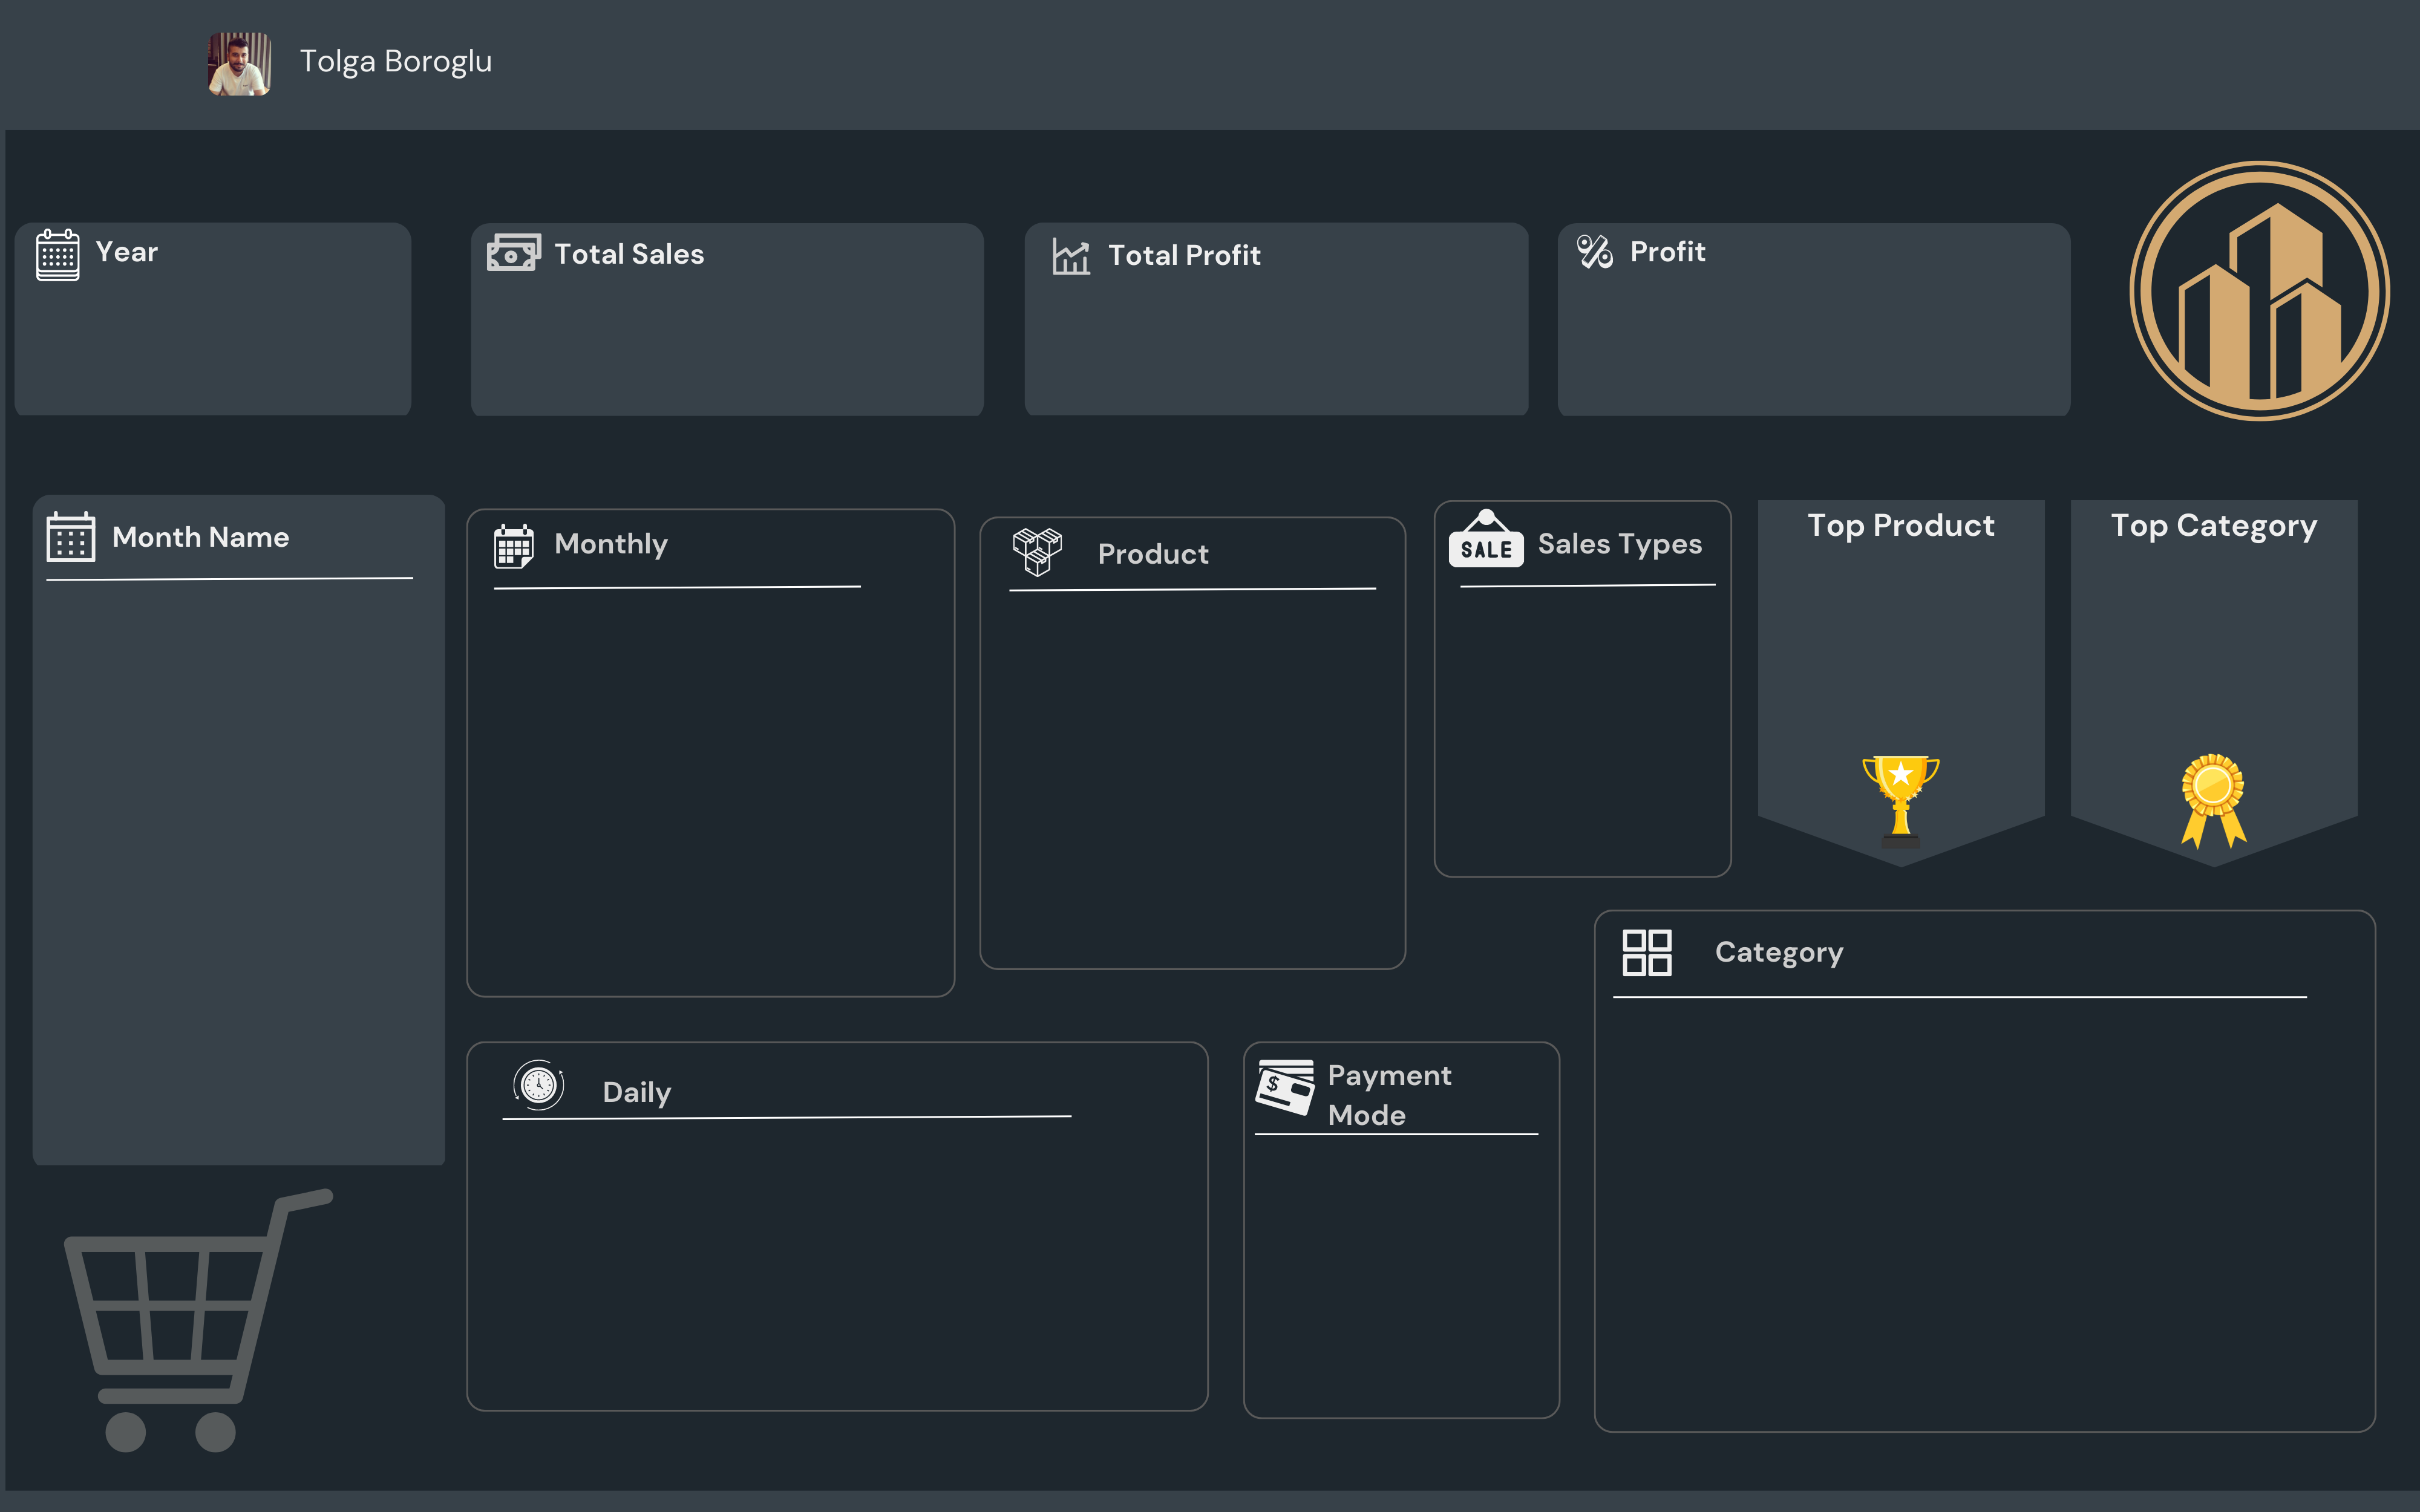 Tolga Boroglu
Year
Total Sales
Total Profit
Profit
Month Name
Monthly
Product
SALE
Sales Types
Top Product
Top Category
Category
Daily
$
Payment
Mode